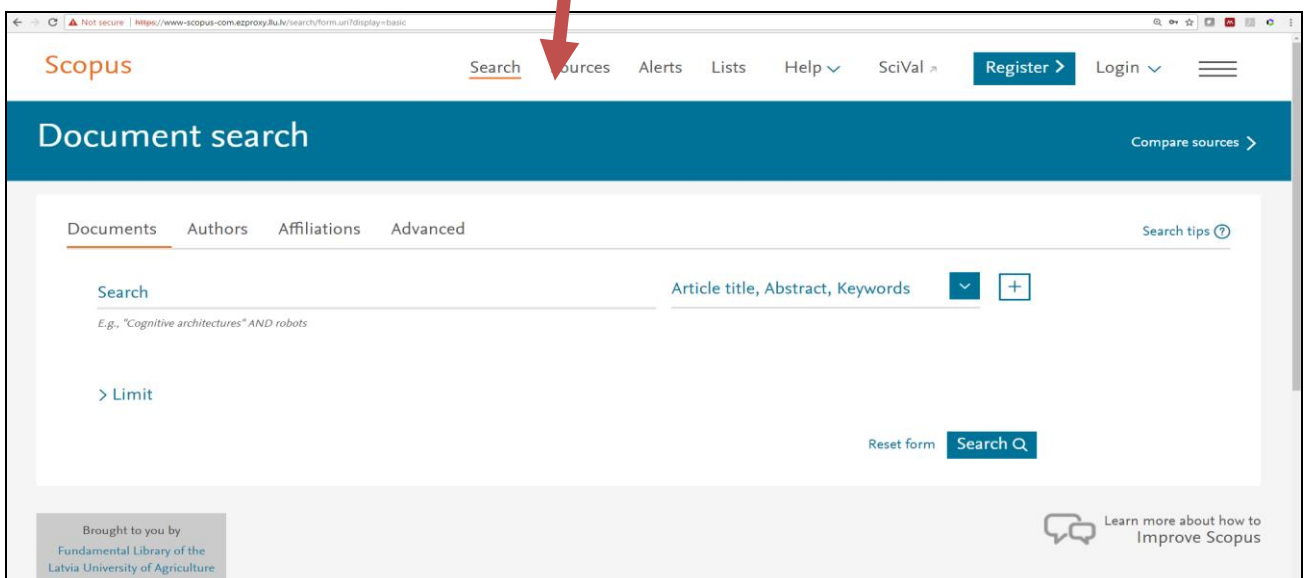 Not secure | https://www-scopus-com.ezproxy.llu.lv/search/form.uri?display=basic
Scopus Search Sources Alerts Lists Help SciVal Register > Login
Document search
Compare sources >
Documents Authors Affiliations Advanced Search tips ?
Search Article title, Abstract, Keywords +
E.g., "Cognitive architectures" AND robots
> Limit
Reset form Search
Brought to you by
Fundamental Library of the
Latvia University of Agriculture
Learn more about how to
Improve Scopus